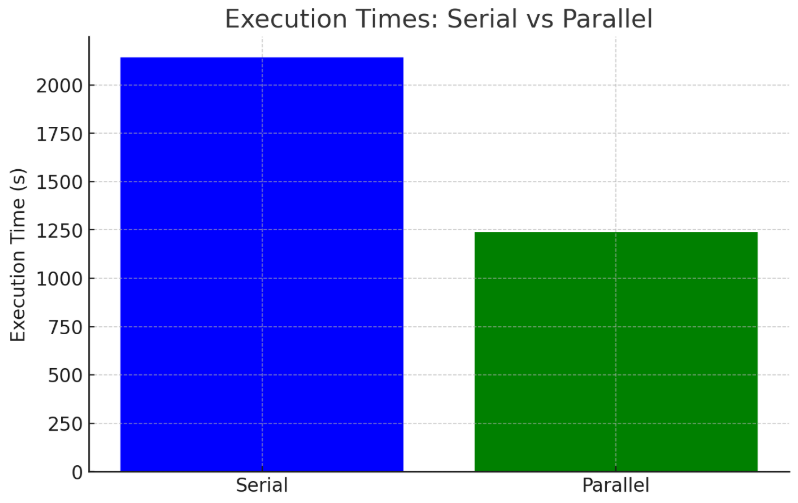 Execution Times: Serial vs Parallel
Execution Time (s)
2000
1750
1500
1250
1000
750
500
250
0
Serial
Parallel